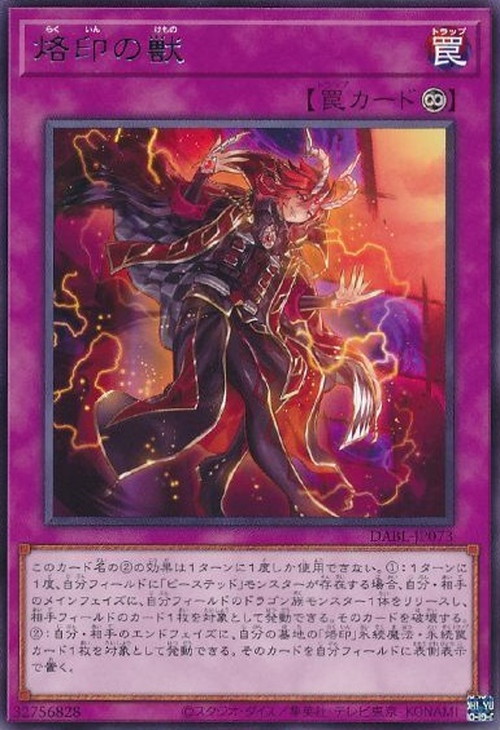 烙印の獣
らく いん けもの
罠
トラップ
【罠カード】
トラップ
DABL-JP073
このカード名の②の効果は1ターンに1度しか使用できない。①：1ターンに
1度、自分フィールドに「ビーステッド」モンスターが存在する場合、自分・相手
のメインフェイズに、自分フィールドのドラゴン族モンスター1体をリリースし、
相手フィールドのカード1枚を対象として発動できる。そのカードを破壊する。
②：自分・相手のエンドフェイズに、自分の墓地の「烙印」永続魔法・永続罠
カード1枚を対象として発動できる。そのカードを自分フィールドに表側表示
で置く。
32756828
©スタジオ・ダイス／集英社・テレビ東京・KONAMI